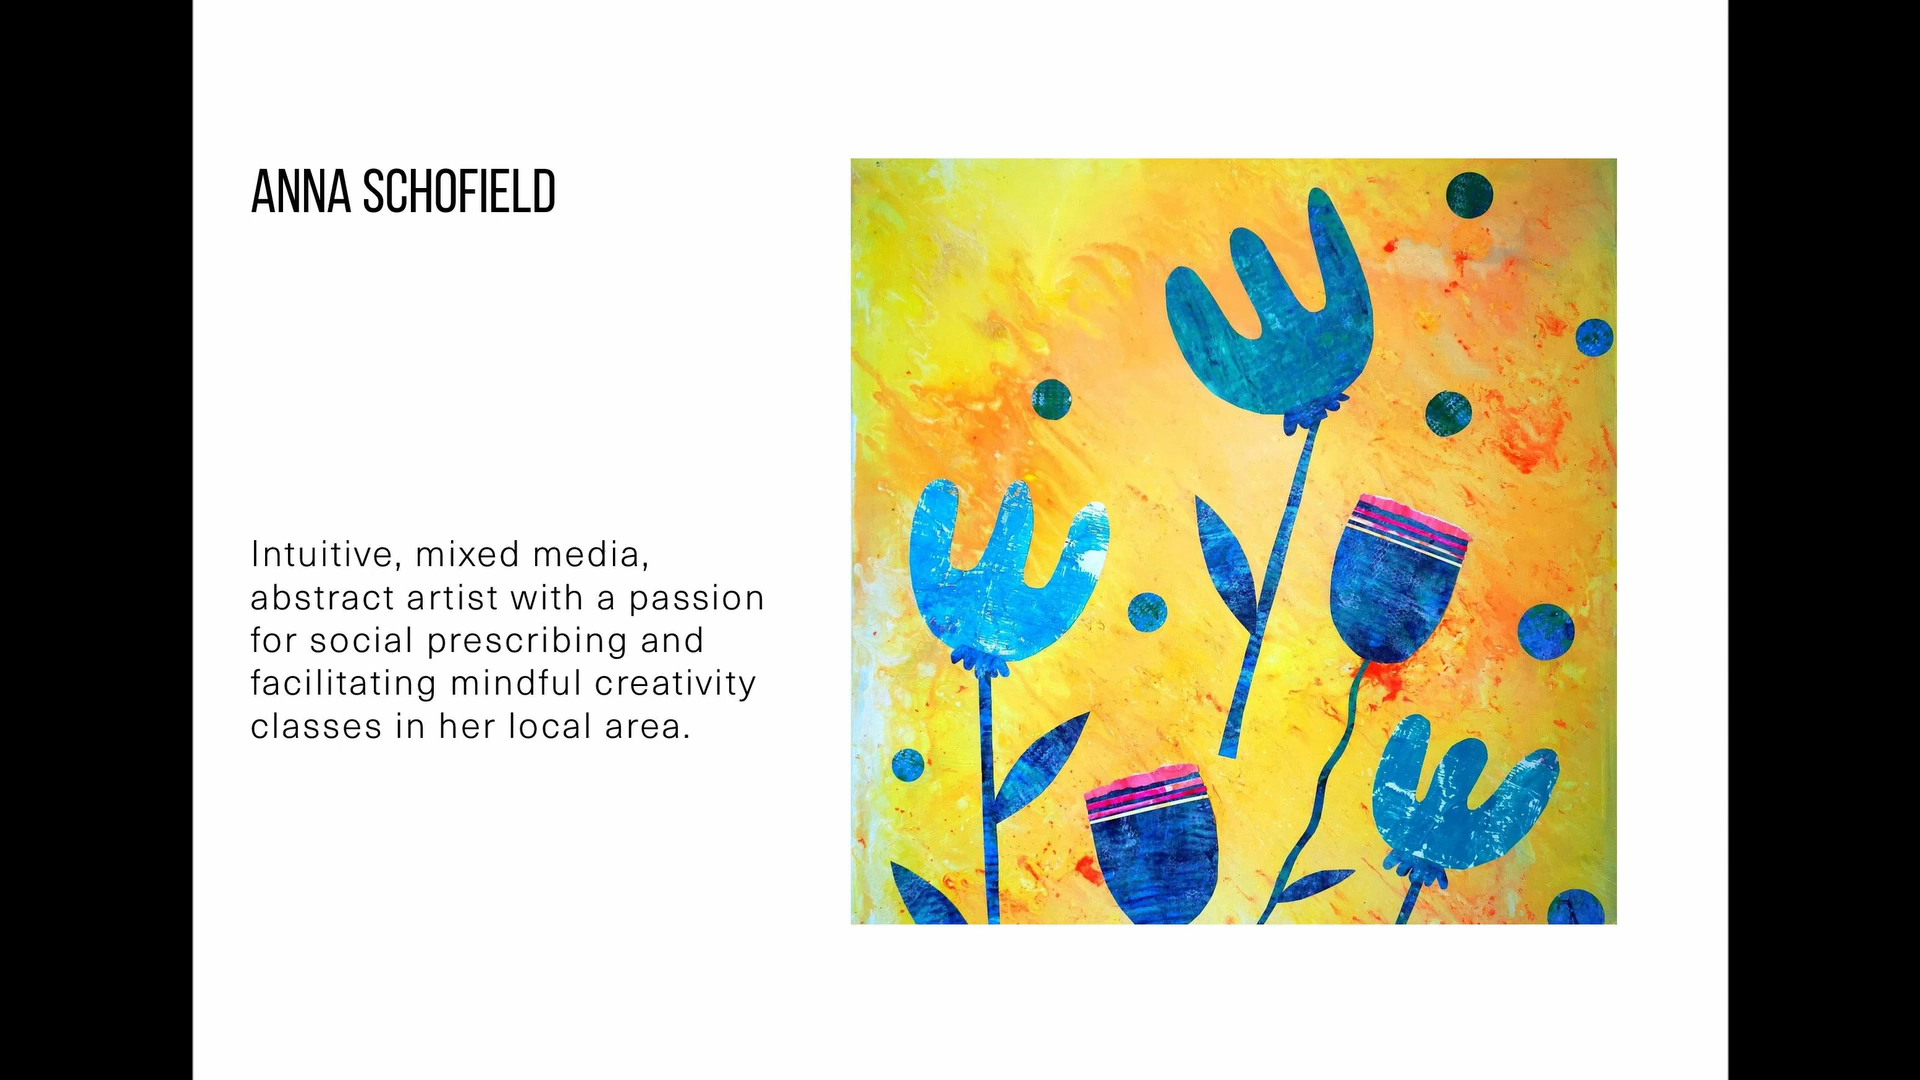 ANNA SCHOFIELD
Intuitive, mixed media,
abstract artist with a passion
for social prescribing and
facilitating mindful creativity
classes in her local area.